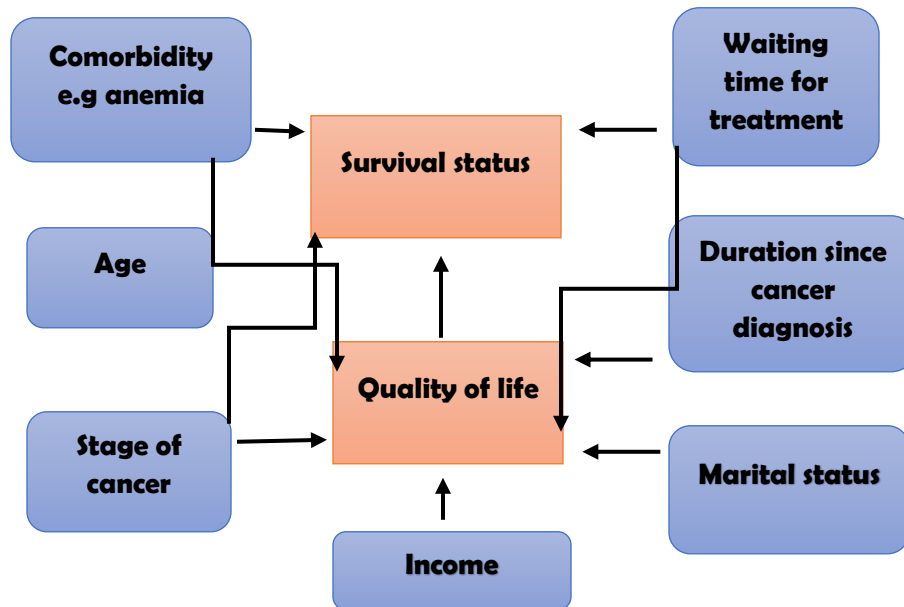 Comorbidity
e.g anemia
Waiting
time for
treatment
Survival status
Age
Duration since
cancer
diagnosis
Quality of life
Stage of
cancer
Marital status
Income